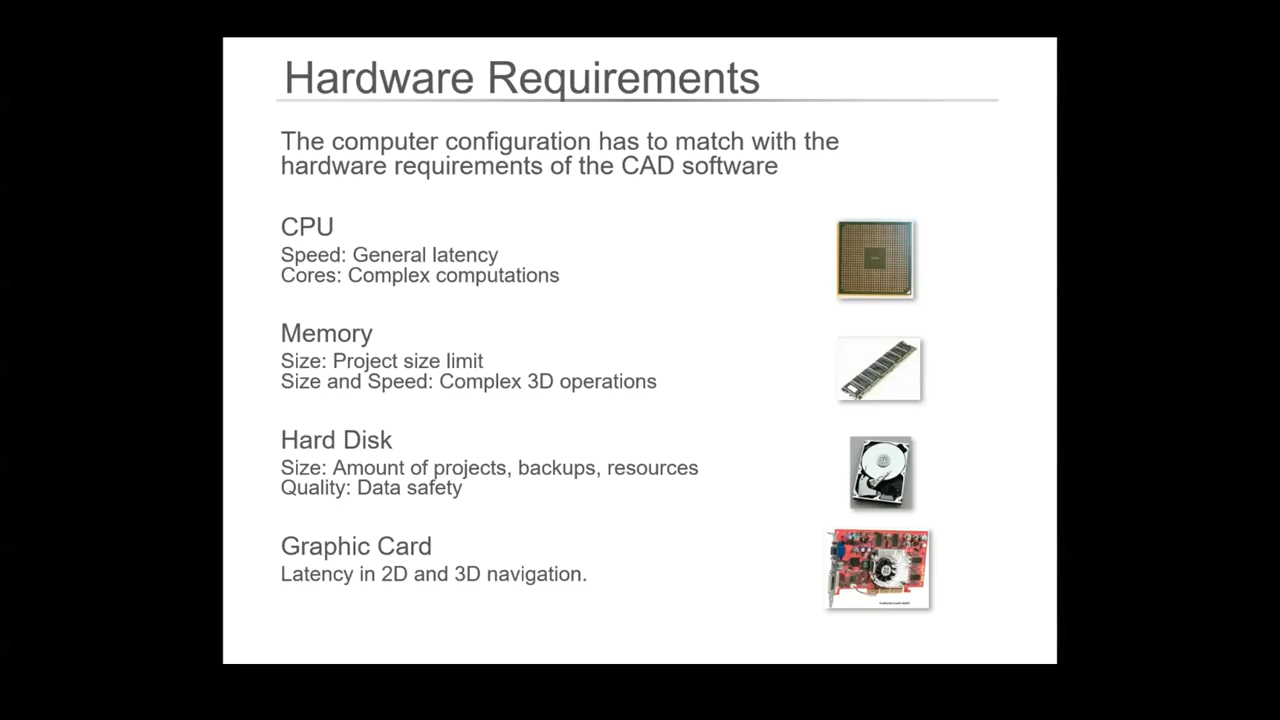 Hardware Requirements
The computer configuration has to match with the
hardware requirements of the CAD software
CPU
Speed: General latency
Cores: Complex computations
Memory
Size: Project size limit
Size and Speed: Complex 3D operations
Hard Disk
Size: Amount of projects, backups, resources
Quality: Data safety
Graphic Card
Latency in 2D and 3D navigation.